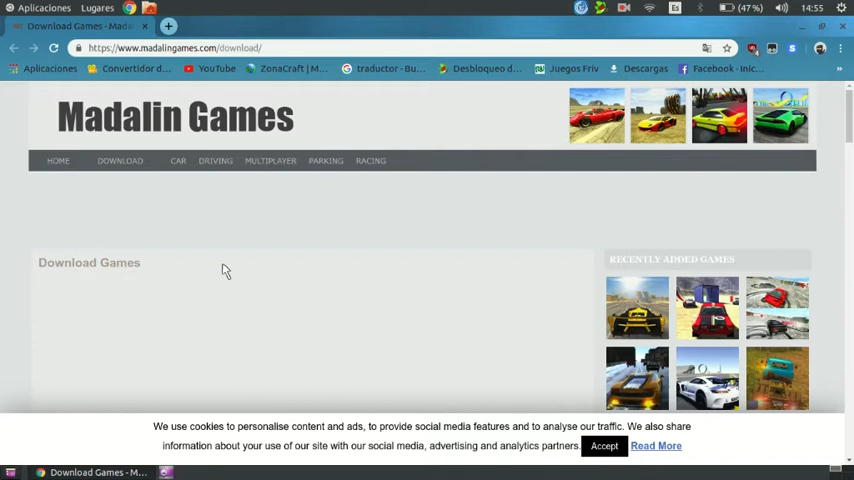 Aplicaciones Lugares Es (47 %) 14:55
Download Games - Mada
https://www.madalingames.com/download/
Aplicaciones Convertidor d... YouTube ZonaCraft | M... traductor - Bu... Desbloqueo d... Juegos Friv Descargas Facebook - Inic... »
Madalin Games
HOME DOWNLOAD CAR DRIVING MULTIPLAYER PARKING RACING
Download Games
RECENTLY ADDED GAMES
We use cookies to personalise content and ads, to provide social media features and to analyse our traffic. We also share
information about your use of our site with our social media, advertising and analytics partners. Accept Read More
Download Games - M...